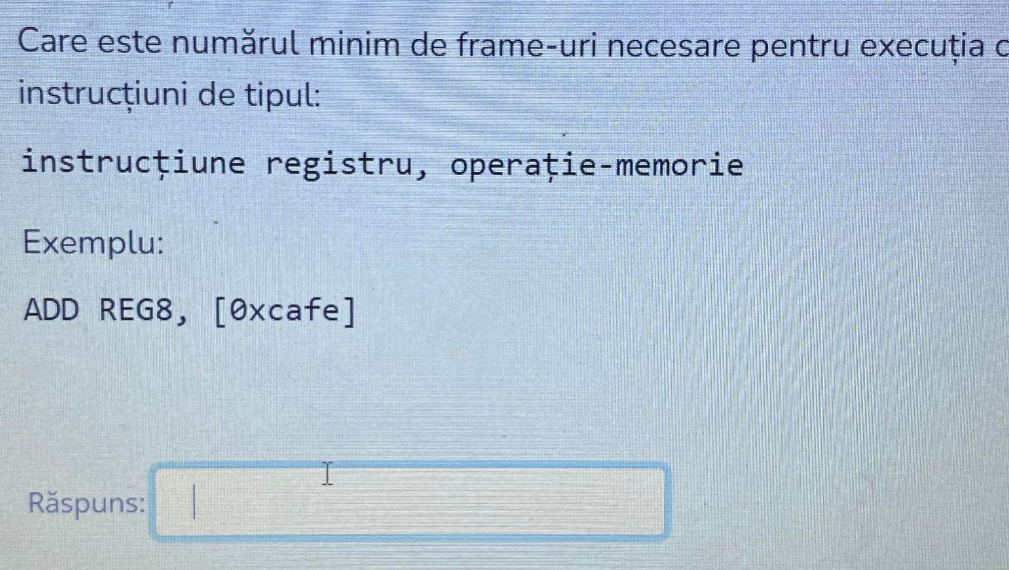 Care este numărul minim de frame-uri necesare pentru execuția
instrucțiuni de tipul:
instrucțiune registru, operație-memorie
Exemplu:
ADD REG8, [0xcafe]
Răspuns: